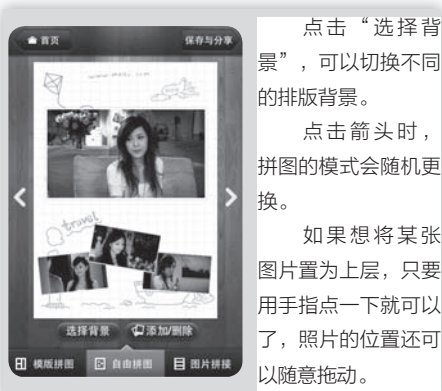 首页
保存与分享
travel
选择背景
添加/删除
模版拼图
自由拼图
图片拼接
点击“选择背
景”，可以切换不同
的排版背景。
点击箭头时，
拼图的模式会随机更
换。
如果想将某张
图片置为上层，只要
用手指点一下就可以
了，照片的位置还可
以随意拖动。